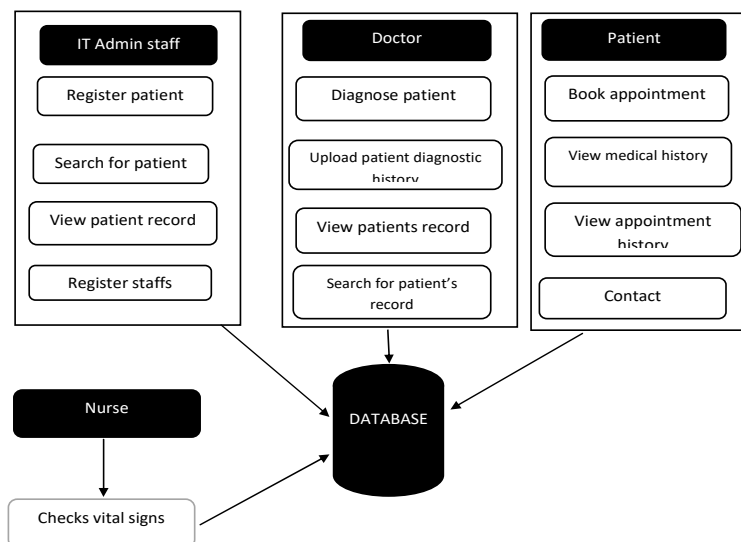 IT Admin staff
Register patient
Search for patient
View patient record
Register staffs
Doctor
Diagnose patient
Upload patient diagnostic
history
View patients record
Search for patient’s
record
Patient
Book appointment
View medical history
View appointment
history
Contact
Nurse
Checks vital signs
DATABASE